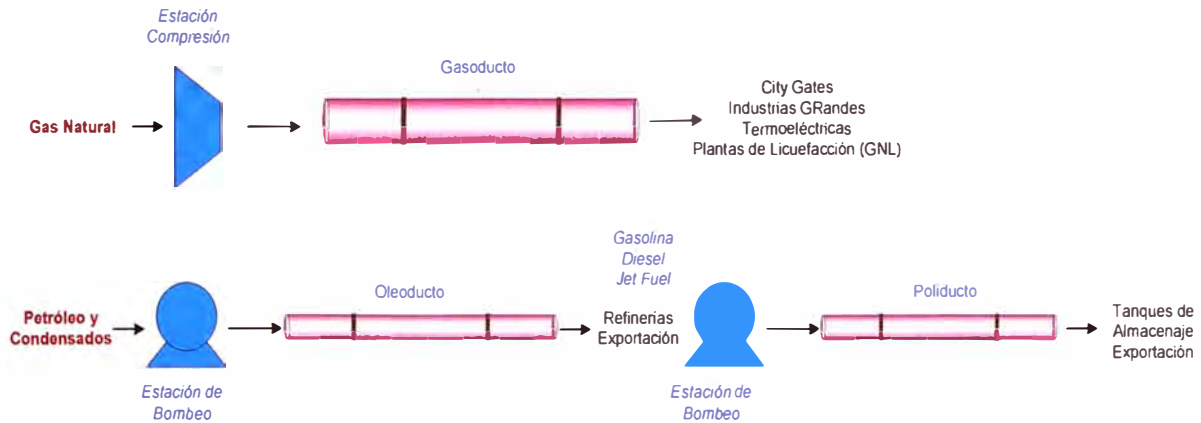 Estación
Compresión
Gasoducto
Gas Natural
City Gates
Industrias GRandes
Termoeléctricas
Plantas de Licuefacción (GNL)
Gasolina
Diesel
Jet Fuel
Oleoducto
Poliducto
Petróleo y
Condensados
Refinerías
Exportación
Tanques de
Almacenaje
Exportación
Estación de
Bombeo
Estación de
Bombeo